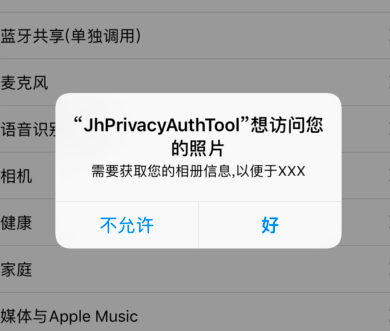 蓝牙共享(单独调用)
麦克风
语音识别
“JhPrivacyAuthTool”想访问您
的照片
需要获取您的相册信息,以便于XXX
相机
不允许
好
健康
家庭
媒体与Apple Music